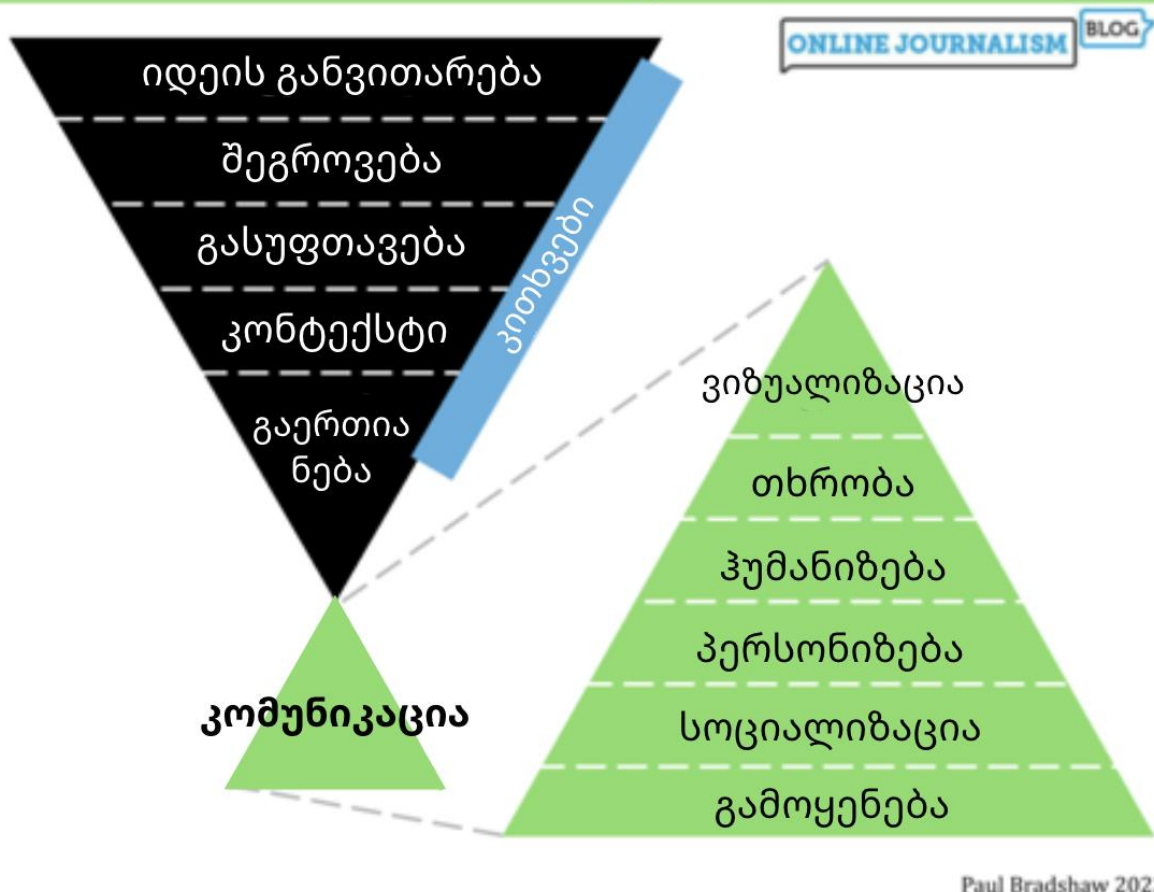 ONLINE JOURNALISM BLOG
იდეის განვითარება
შეგროვება
გასუფთავება
კონტექსტი
გაერთია
ნება
კითხვები
კომუნიკაცია
ვიზუალიზაცია
თხრობა
ჰუმანიზება
პერსონიზება
სოციალიზაცია
გამოყენება
Paul Bradshaw